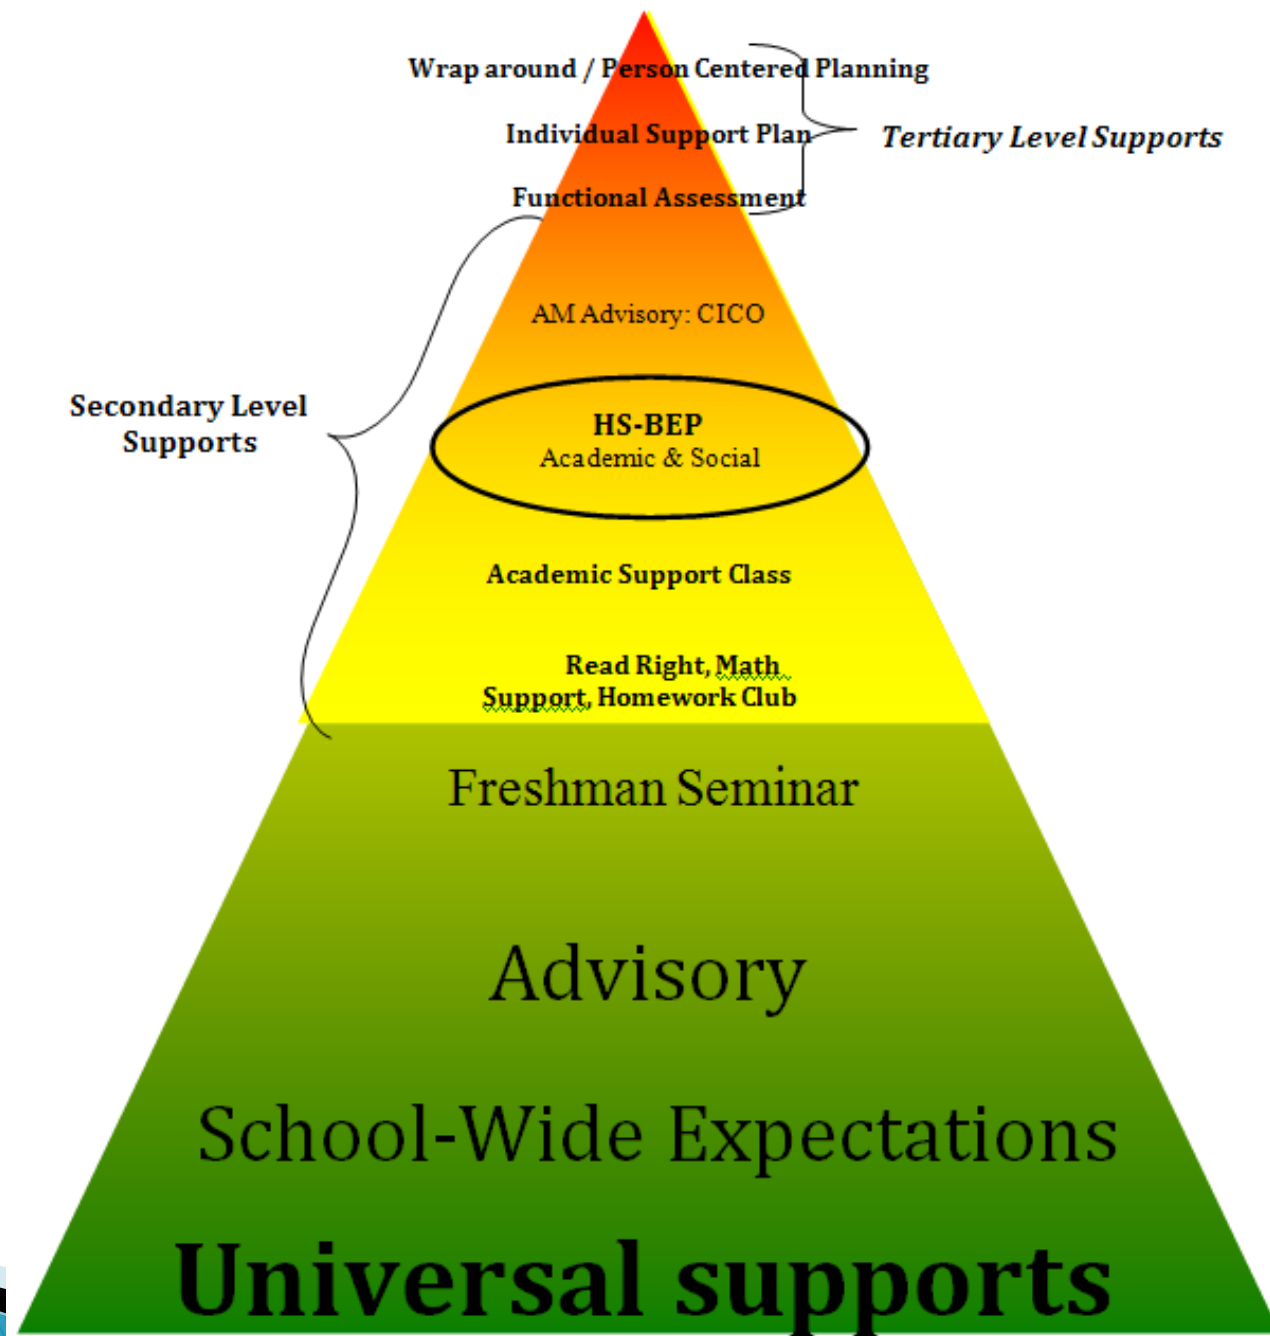 Wrap around / Person Centered Planning
Individual Support Plan
Tertiary Level Supports
Functional Assessment
AM Advisory: CICO
Secondary Level
Supports
HS-BEP
Academic & Social
Academic Support Class
Read Right, Math
Support, Homework Club
Freshman Seminar
Advisory
School-Wide Expectations
Universal supports